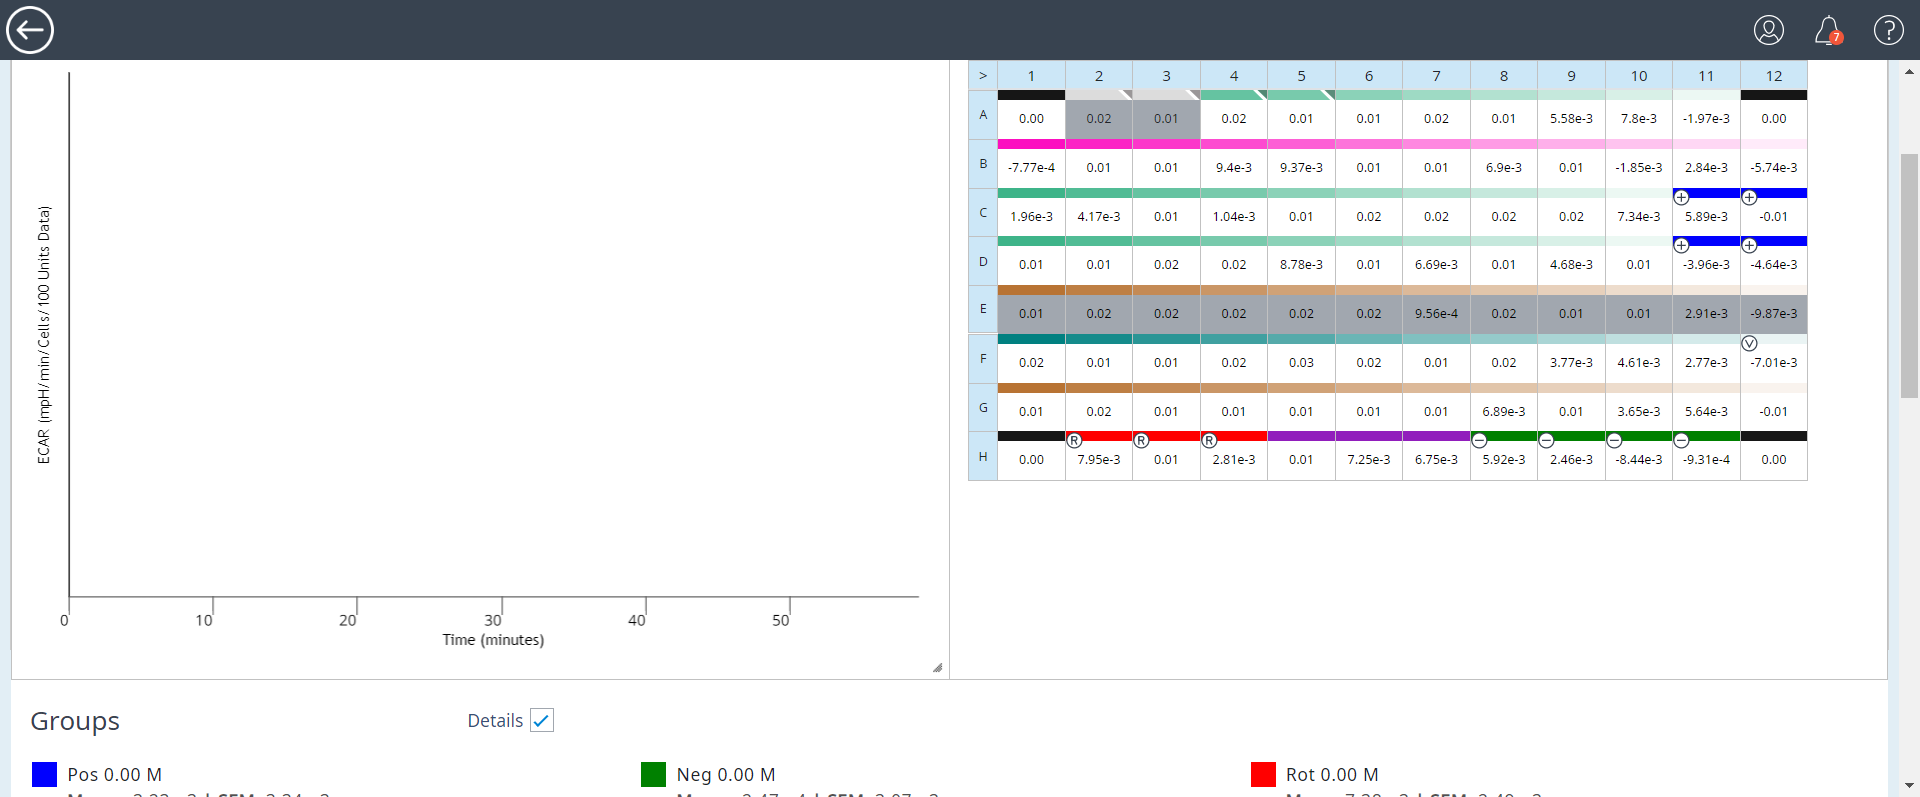 7
?
> 1 2 3 4 5 6 7 8 9 10 11 12
A 0.00 0.02 0.01 0.02 0.01 0.01 0.02 0.01 5.58e-3 7.8e-3 -1.97e-3 0.00
B -7.77e-4 0.01 0.01 9.4e-3 9.37e-3 0.01 0.01 6.9e-3 0.01 -1.85e-3 2.84e-3 -5.74e-3
+ +
C 1.96e-3 4.17e-3 0.01 1.04e-3 0.01 0.02 0.02 0.02 0.02 7.34e-3 5.89e-3 -0.01
+ +
D 0.01 0.01 0.02 0.02 8.78e-3 0.01 6.69e-3 0.01 4.68e-3 0.01 -3.96e-3 -4.64e-3
E 0.01 0.02 0.02 0.02 0.02 0.02 9.56e-4 0.02 0.01 0.01 2.91e-3 -9.87e-3
V
F 0.02 0.01 0.01 0.02 0.03 0.02 0.01 0.02 3.77e-3 4.61e-3 2.77e-3 -7.01e-3
G 0.01 0.02 0.01 0.01 0.01 0.01 0.01 6.89e-3 0.01 3.65e-3 5.64e-3 -0.01
R R R − − − −
H 0.00 7.95e-3 0.01 2.81e-3 0.01 7.25e-3 6.75e-3 5.92e-3 2.46e-3 -8.44e-3 -9.31e-4 0.00
ECAR (mpH/min/Cells/100 Units Data)
0 10 20 30 40 50
Time (minutes)
Groups
Details
Pos 0.00 M
Neg 0.00 M
Rot 0.00 M